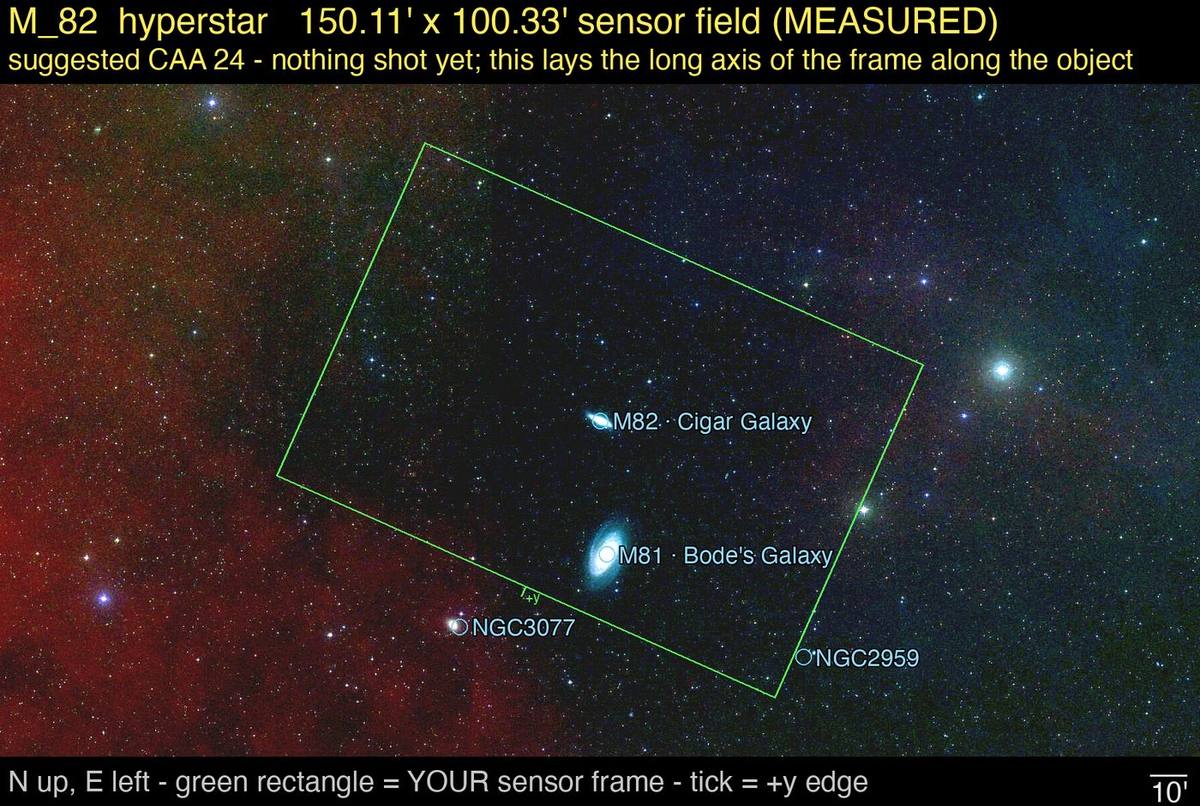 M_82 hyperstar 150.11' x 100.33' sensor field (MEASURED)
suggested CAA 24 - nothing shot yet; this lays the long axis of the frame along the object
M82 · Cigar Galaxy
M81 · Bode's Galaxy
+y
NGC3077
NGC2959
N up, E left - green rectangle = YOUR sensor frame - tick = +y edge
10'